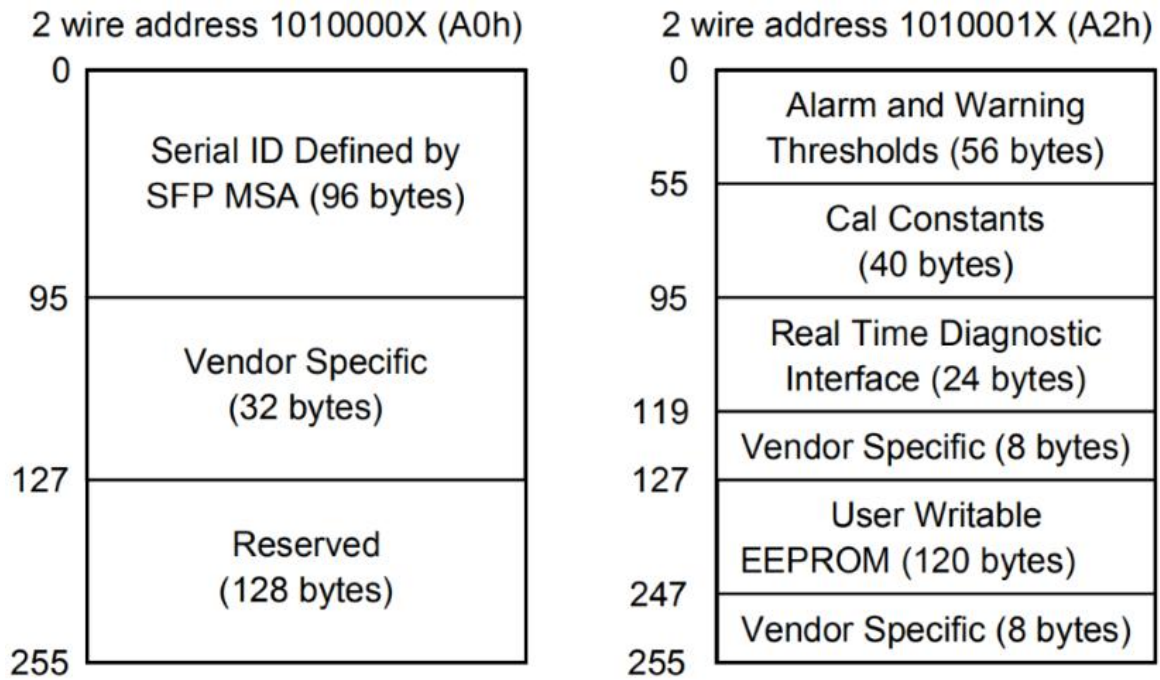 2 wire address 1010000X (A0h)
0
Serial ID Defined by
SFP MSA (96 bytes)
95
Vendor Specific
(32 bytes)
127
Reserved
(128 bytes)
255
2 wire address 1010001X (A2h)
0
Alarm and Warning
Thresholds (56 bytes)
55
Cal Constants
(40 bytes)
95
Real Time Diagnostic
Interface (24 bytes)
119
Vendor Specific (8 bytes)
127
User Writable
EEPROM (120 bytes)
247
Vendor Specific (8 bytes)
255